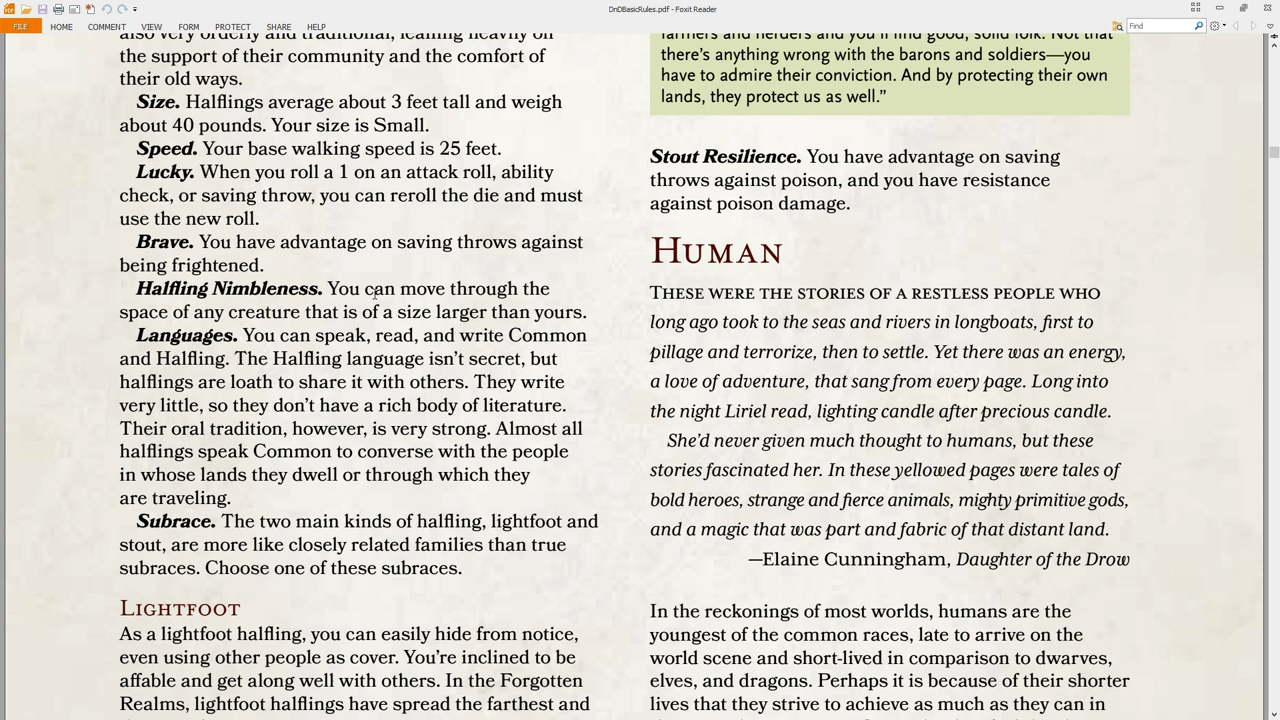 DnDBasicRules.pdf - Foxit Reader
FILE HOME COMMENT VIEW FORM PROTECT SHARE HELP
Find
also very orderly and traditional, leaning heavily on
the support of their community and the comfort of
their old ways.
Size. Halflings average about 3 feet tall and weigh
about 40 pounds. Your size is Small.
Speed. Your base walking speed is 25 feet.
Lucky. When you roll a 1 on an attack roll, ability
check, or saving throw, you can reroll the die and must
use the new roll.
Brave. You have advantage on saving throws against
being frightened.
Halfling Nimbleness. You can move through the
space of any creature that is of a size larger than yours.
Languages. You can speak, read, and write Common
and Halfling. The Halfling language isn't secret, but
halflings are loath to share it with others. They write
very little, so they don't have a rich body of literature.
Their oral tradition, however, is very strong. Almost all
halflings speak Common to converse with the people
in whose lands they dwell or through which they
are traveling.
Subrace. The two main kinds of halfling, lightfoot and
stout, are more like closely related families than true
subraces. Choose one of these subraces.
Lightfoot
As a lightfoot halfling, you can easily hide from notice,
even using other people as cover. You're inclined to be
affable and get along well with others. In the Forgotten
Realms, lightfoot halflings have spread the farthest and
farmers and herders and you'll find good, solid folk. Not that
there's anything wrong with the barons and soldiers—you
have to admire their conviction. And by protecting their own
lands, they protect us as well."
Stout Resilience. You have advantage on saving
throws against poison, and you have resistance
against poison damage.
Human
These were the stories of a restless people who
long ago took to the seas and rivers in longboats, first to
pillage and terrorize, then to settle. Yet there was an energy,
a love of adventure, that sang from every page. Long into
the night Liriel read, lighting candle after precious candle.
She'd never given much thought to humans, but these
stories fascinated her. In these yellowed pages were tales of
bold heroes, strange and fierce animals, mighty primitive gods,
and a magic that was part and fabric of that distant land.
—Elaine Cunningham, Daughter of the Drow
In the reckonings of most worlds, humans are the
youngest of the common races, late to arrive on the
world scene and short-lived in comparison to dwarves,
elves, and dragons. Perhaps it is because of their shorter
lives that they strive to achieve as much as they can in